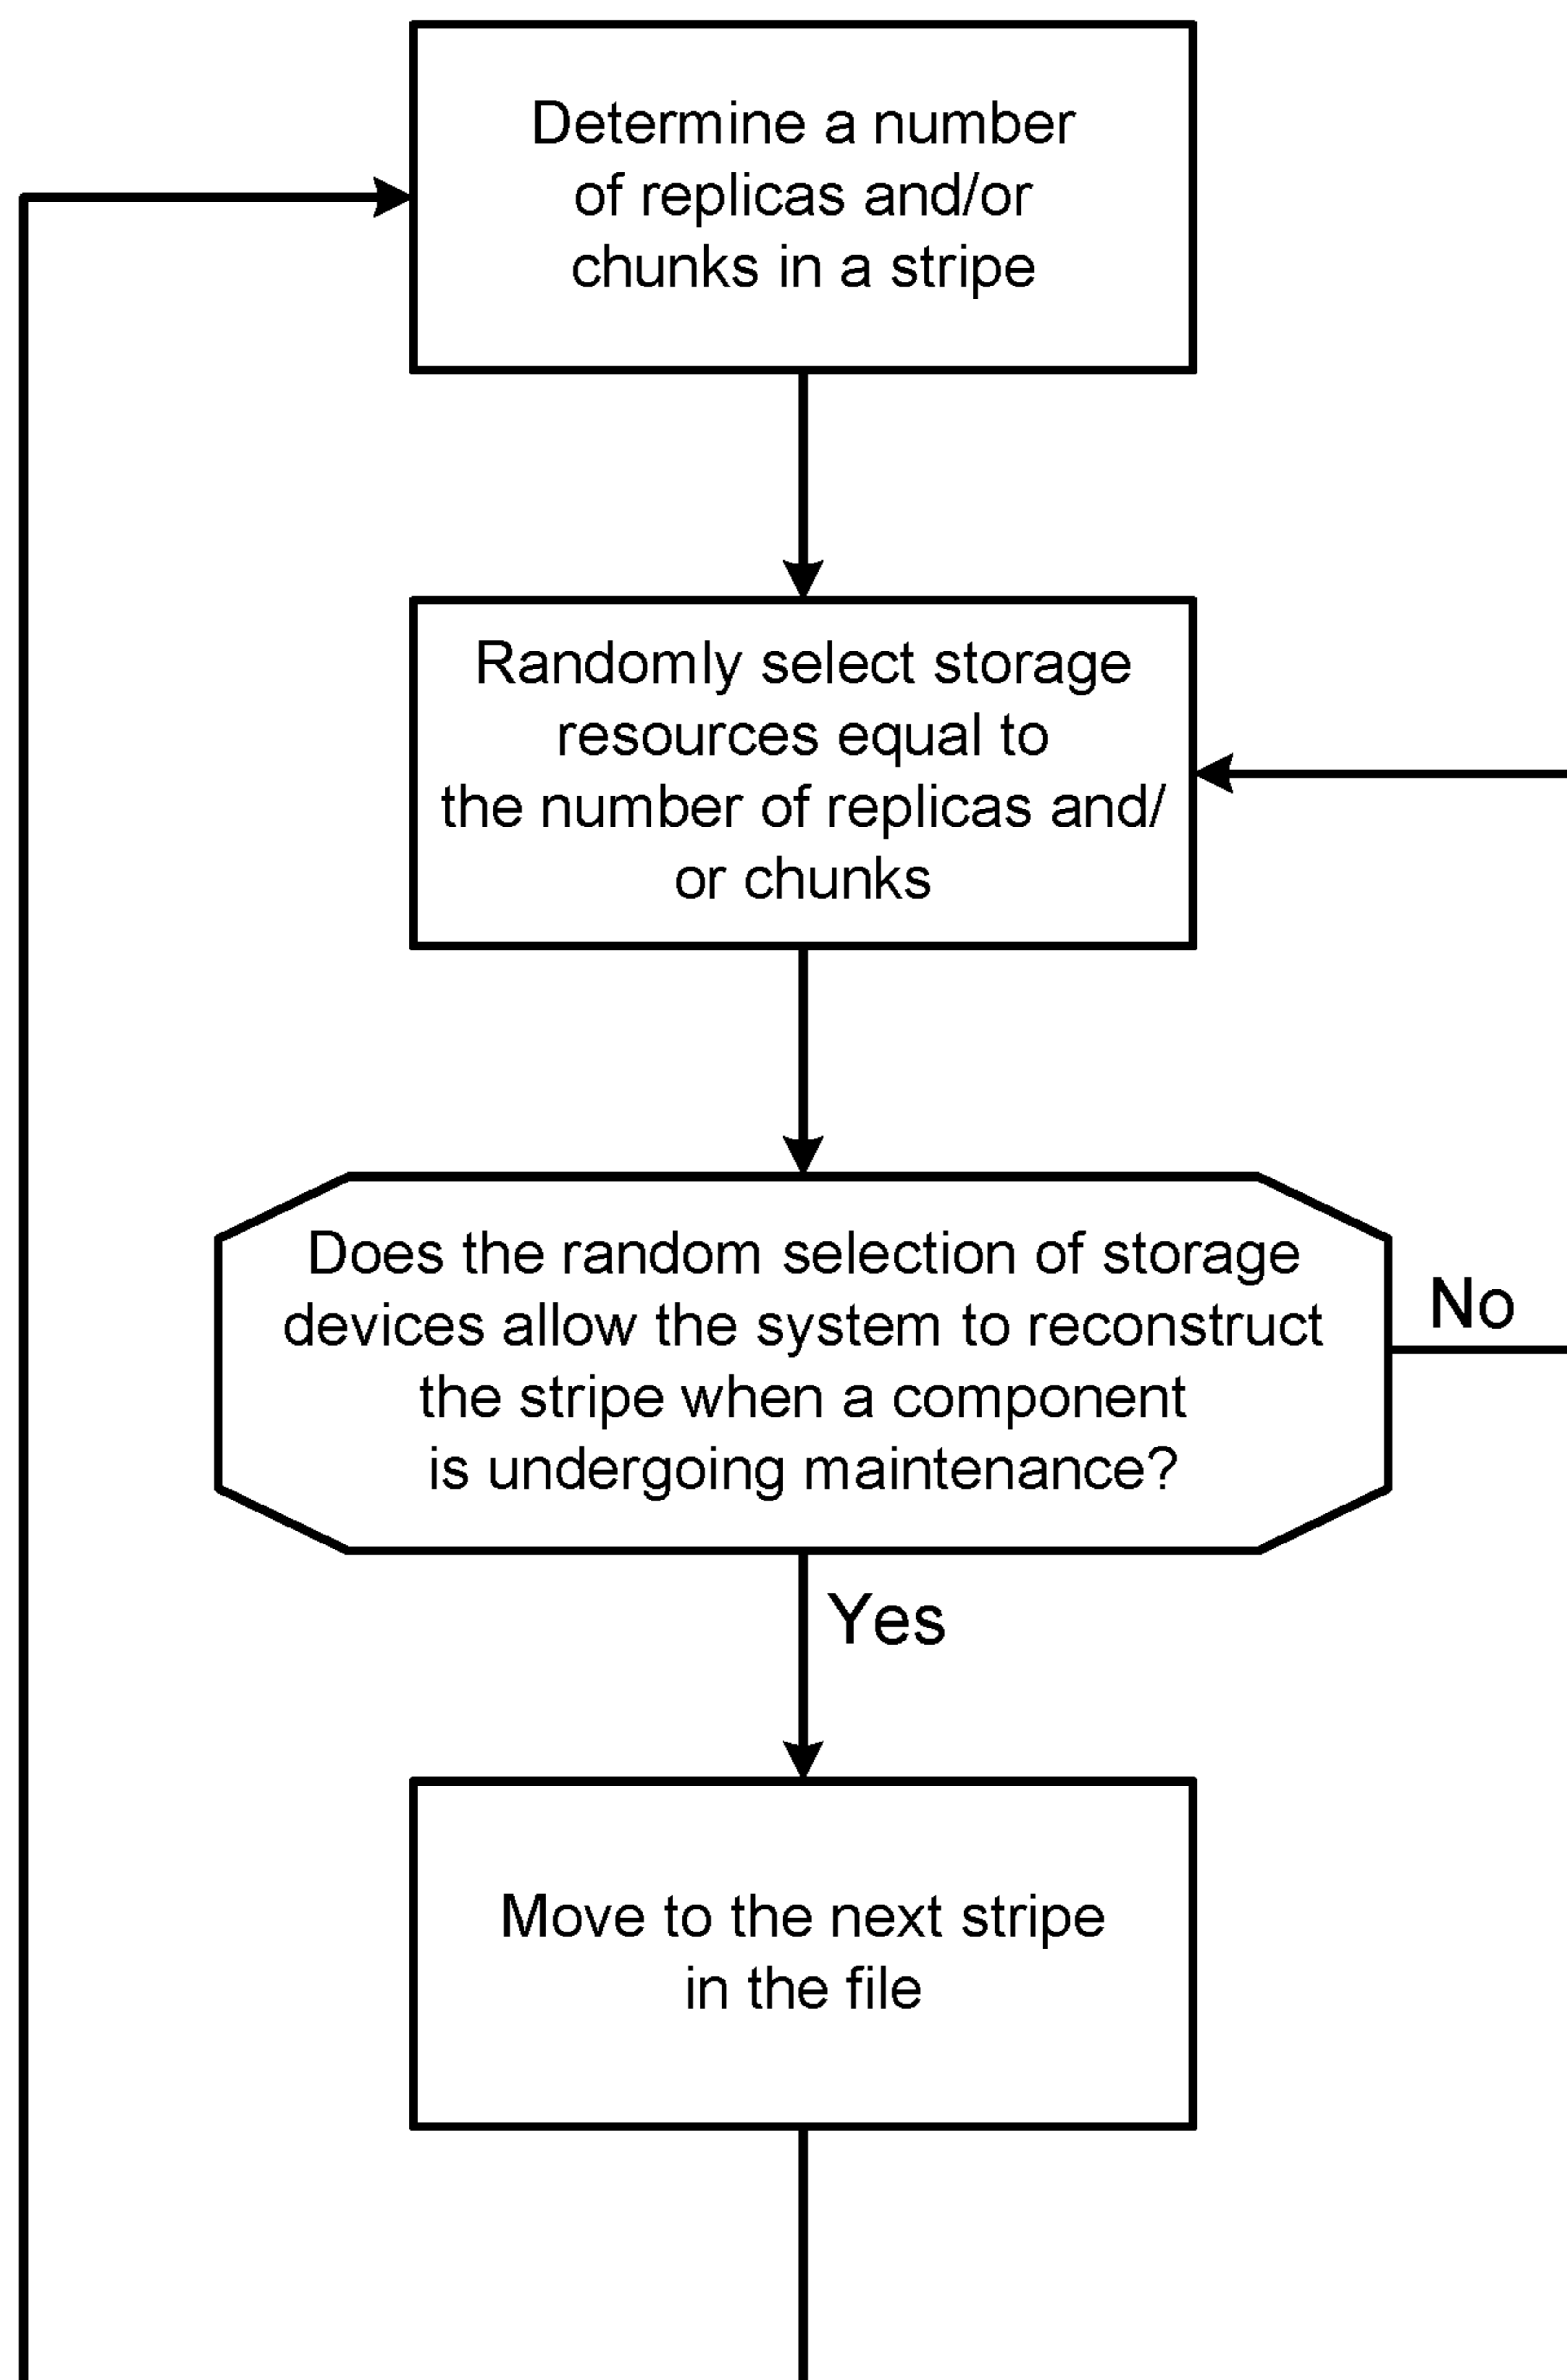 Determine a number
of replicas and/or
chunks in a stripe
Randomly select storage
resources equal to
the number of replicas and/
or chunks
Does the random selection of storage
devices allow the system to reconstruct
the stripe when a component
is undergoing maintenance?
No
Yes
Move to the next stripe
in the file